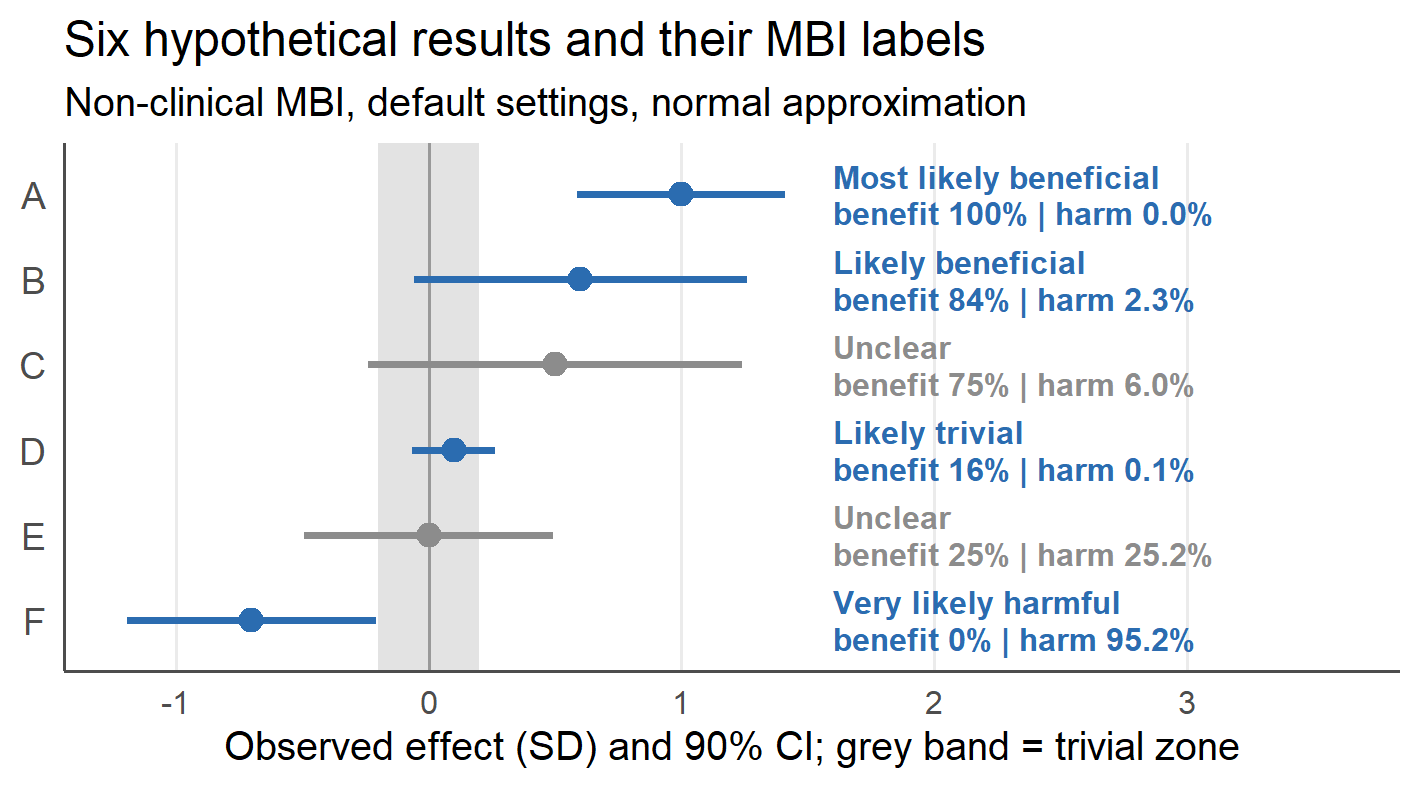 Six hypothetical results and their MBI labels
Non-clinical MBI, default settings, normal approximation
A
Most likely beneficial
benefit 100% | harm 0.0%
B
Likely beneficial
benefit 84% | harm 2.3%
C
Unclear
benefit 75% | harm 6.0%
D
Likely trivial
benefit 16% | harm 0.1%
E
Unclear
benefit 25% | harm 25.2%
F
Very likely harmful
benefit 0% | harm 95.2%
-1 0 1 2 3
Observed effect (SD) and 90% CI; grey band = trivial zone